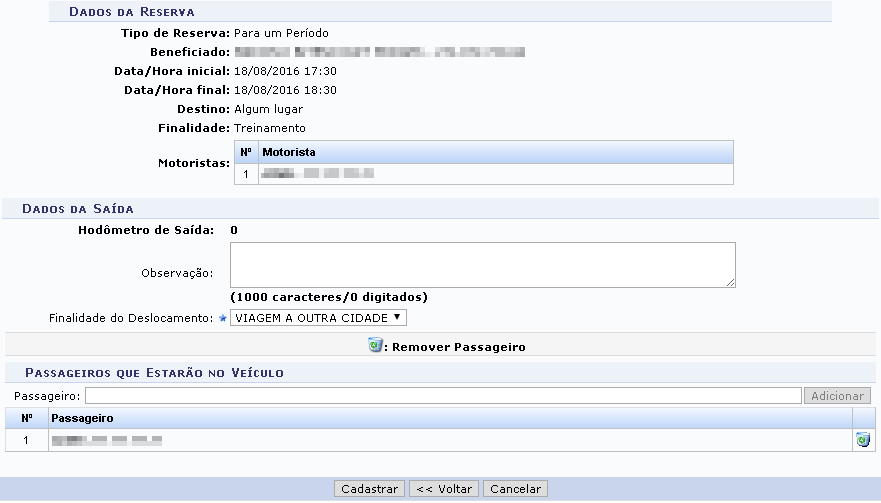 Dados da Reserva
Tipo de Reserva: Para um Período
Beneficiado:
Data/Hora inicial: 18/08/2016 17:30
Data/Hora final: 18/08/2016 18:30
Destino: Algum lugar
Finalidade: Treinamento
Motoristas:
Nº Motorista
1
Dados da Saída
Hodômetro de Saída: 0
Observação:
(1000 caracteres/0 digitados)
Finalidade do Deslocamento: VIAGEM A OUTRA CIDADE
: Remover Passageiro
Passageiros que Estarão no Veículo
Passageiro: Adicionar
Nº Passageiro
1
Cadastrar << Voltar Cancelar